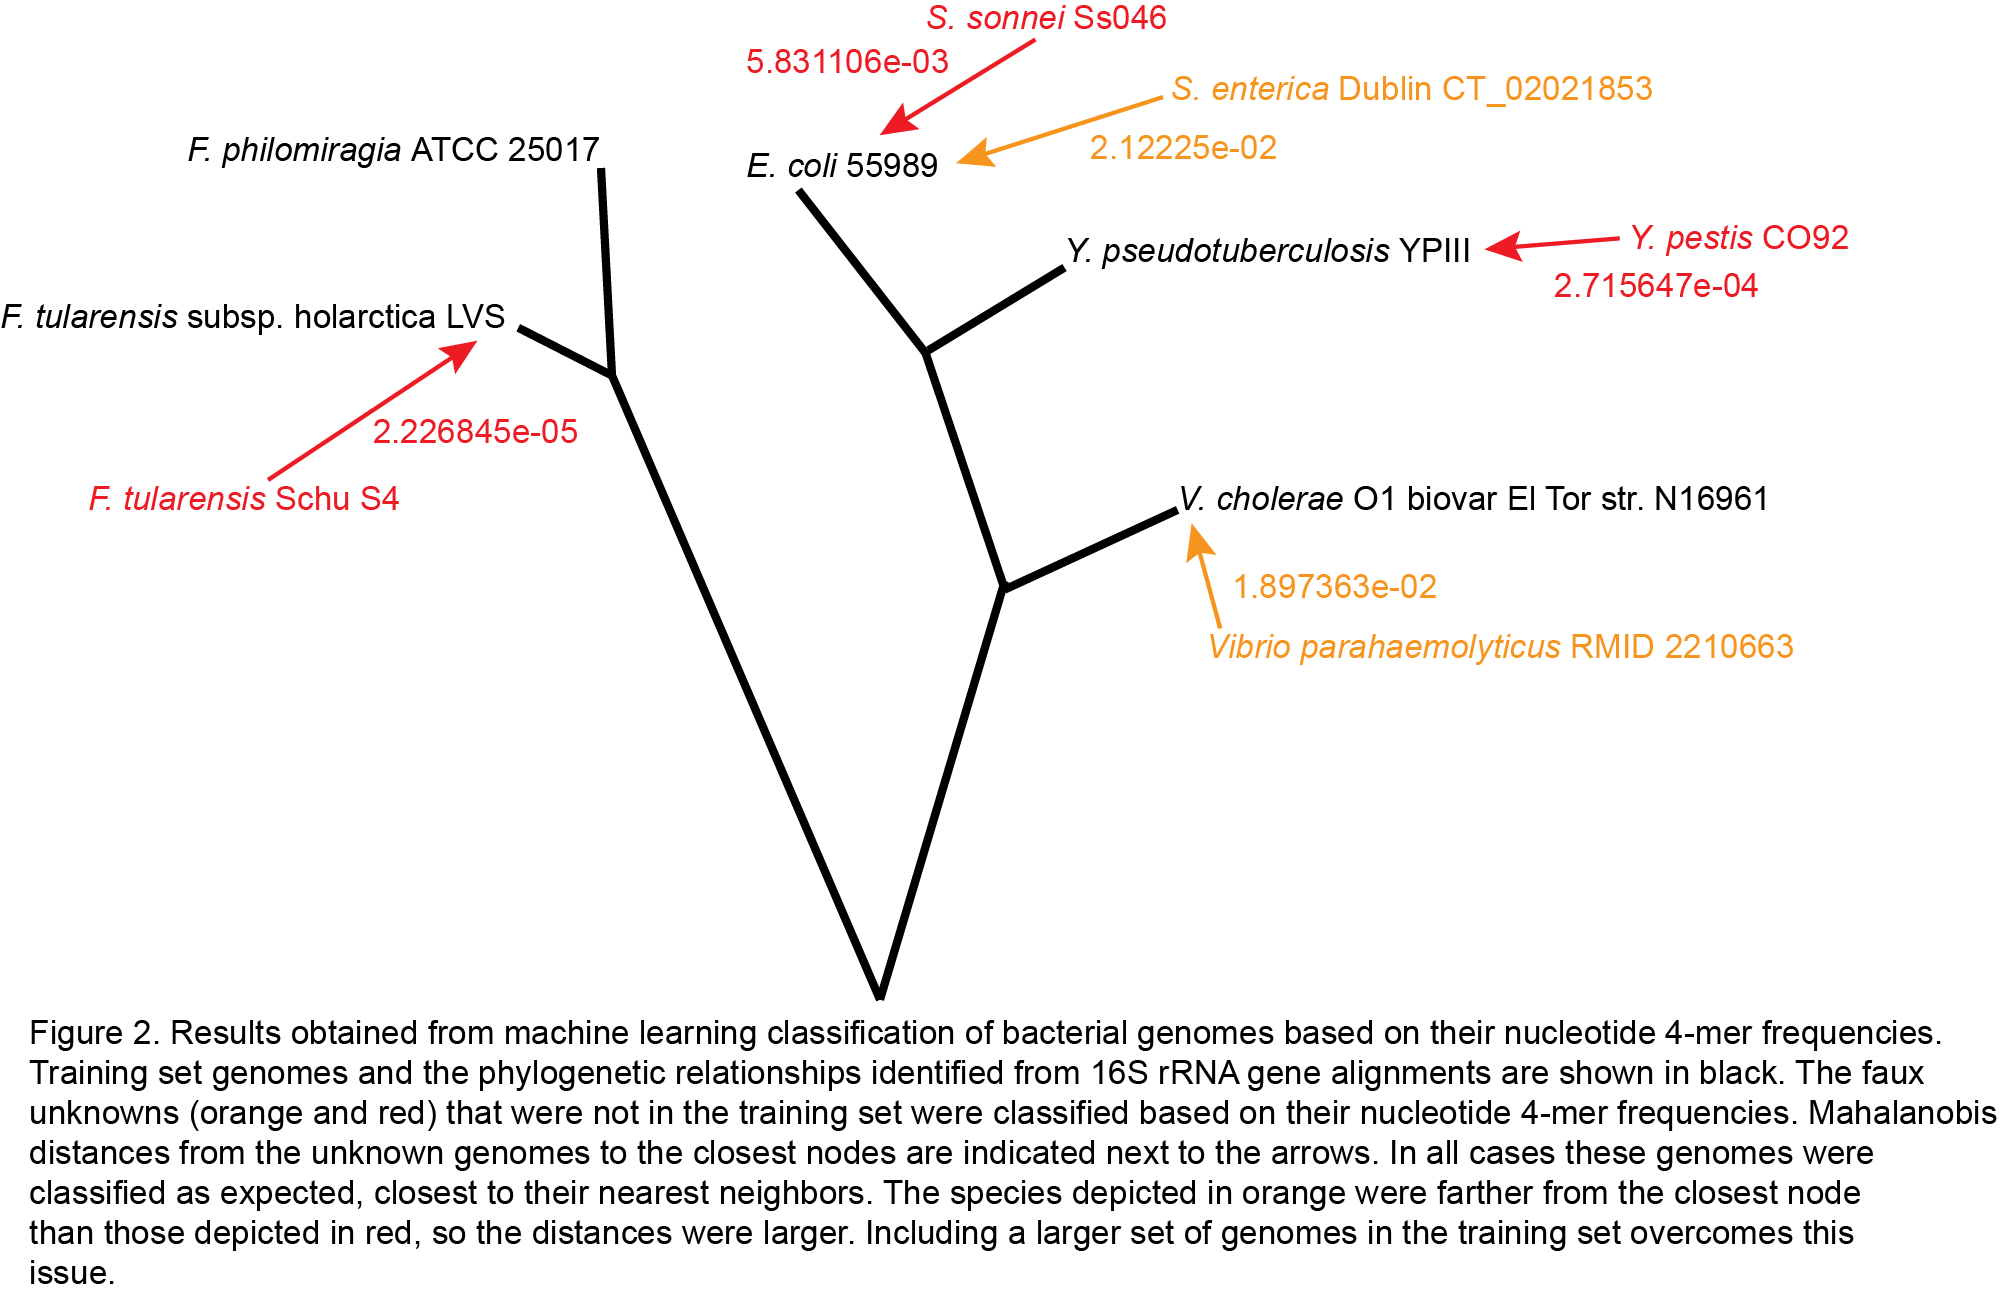 S. sonnei Ss046
5.831106e-03
S. enterica Dublin CT_02021853
2.12225e-02
F. philomiragia ATCC 25017
E. coli 55989
Y. pseudotuberculosis YPIII
Y. pestis CO92
2.715647e-04
F. tularensis subsp. holarctica LVS
2.226845e-05
F. tularensis Schu S4
V. cholerae O1 biovar El Tor str. N16961
1.897363e-02
Vibrio parahaemolyticus RMID 2210663
Figure 2. Results obtained from machine learning classification of bacterial genomes based on their nucleotide 4-mer frequencies.
Training set genomes and the phylogenetic relationships identified from 16S rRNA gene alignments are shown in black. The faux
unknowns (orange and red) that were not in the training set were classified based on their nucleotide 4-mer frequencies. Mahalanobis
distances from the unknown genomes to the closest nodes are indicated next to the arrows. In all cases these genomes were
classified as expected, closest to their nearest neighbors. The species depicted in orange were farther from the closest node
than those depicted in red, so the distances were larger. Including a larger set of genomes in the training set overcomes this
issue.